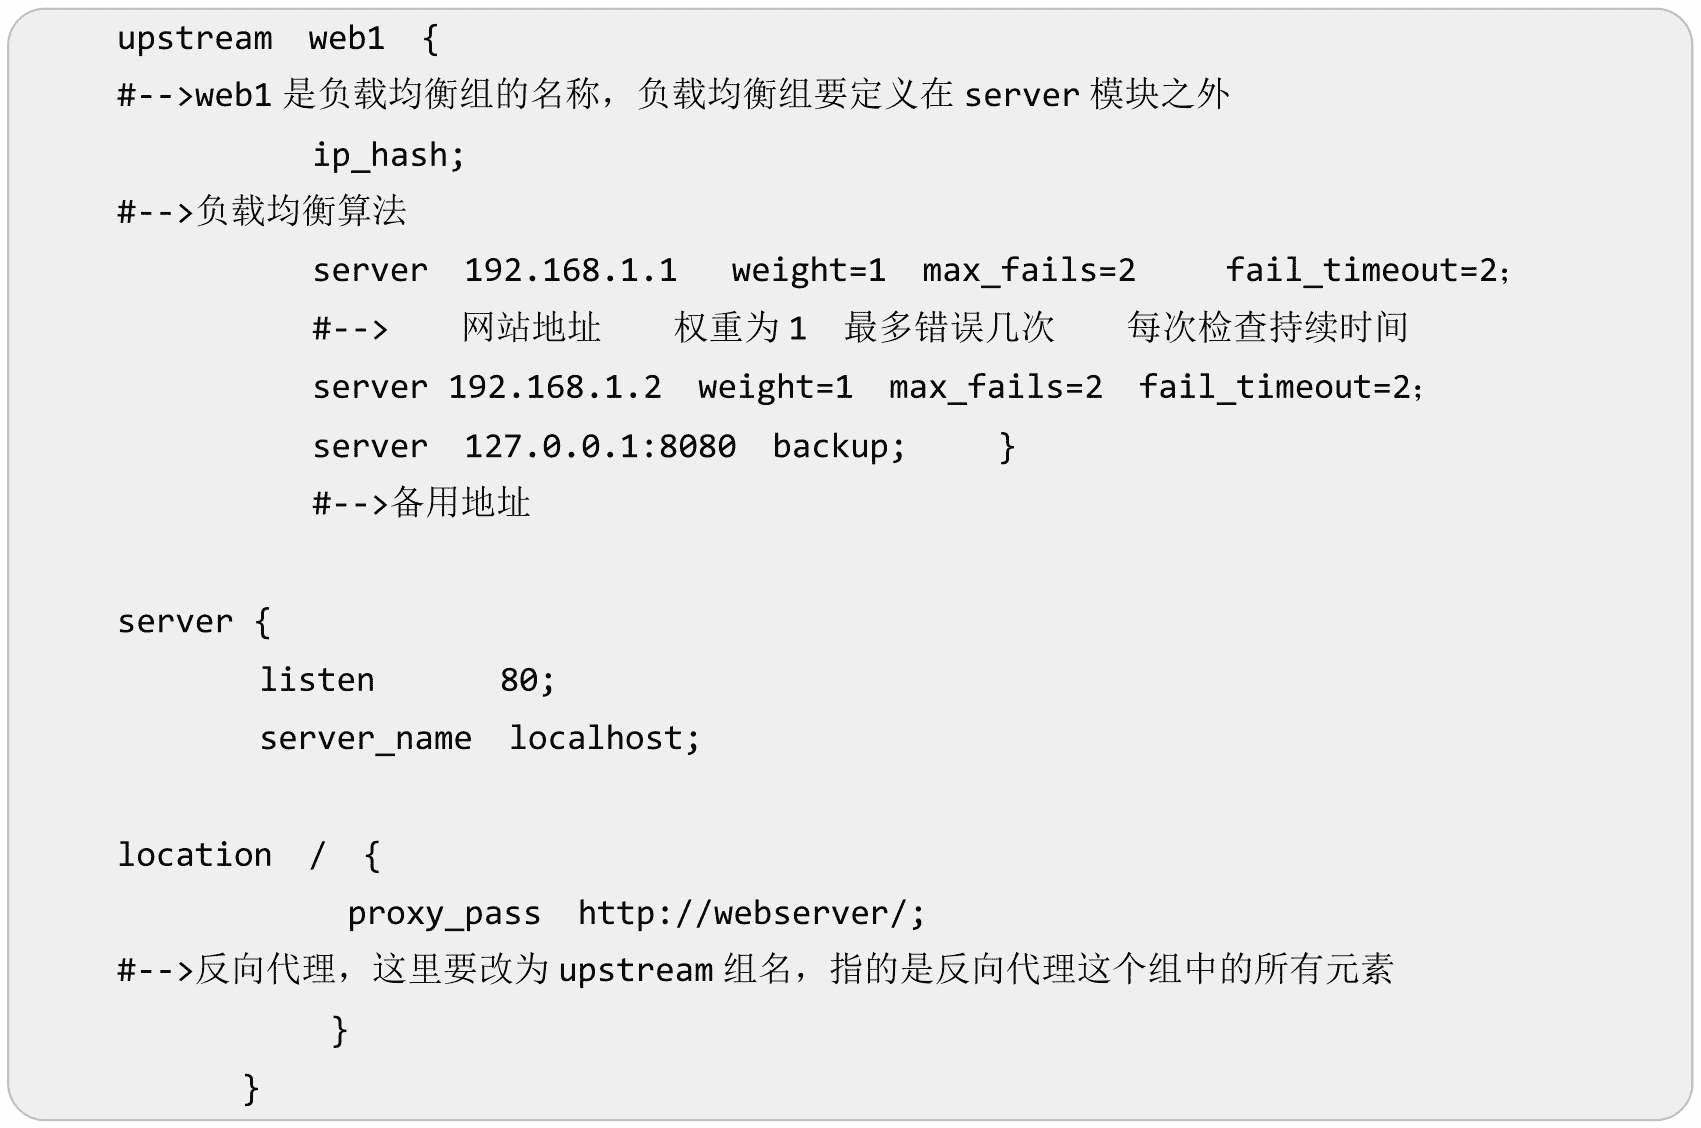 upstream  web1  {
#-->web1 是负载均衡组的名称，负载均衡组要定义在 server 模块之外
ip_hash;
#-->负载均衡算法
server  192.168.1.1   weight=1  max_fails=2     fail_timeout=2;
#-->    网站地址    权重为 1  最多错误几次    每次检查持续时间
server 192.168.1.2  weight=1  max_fails=2  fail_timeout=2;
server  127.0.0.1:8080  backup;     }
#-->备用地址
server {
listen       80;
server_name  localhost;
location  /  {
proxy_pass  http://webserver/;
#-->反向代理，这里要改为 upstream 组名，指的是反向代理这个组中的所有元素
}
}